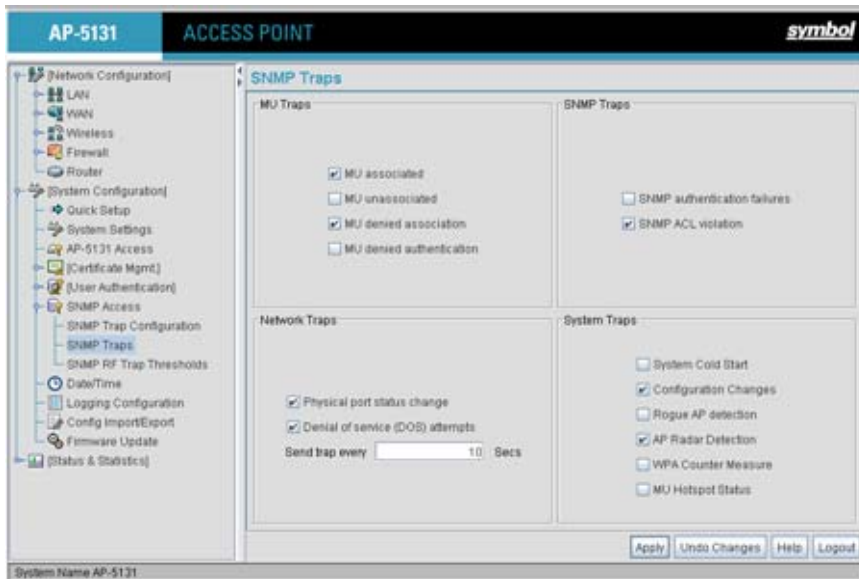 AP-5131 ACCESS POINT symbol
[Network Configuration]
LAN
WAN
Wireless
Firewall
Router
[System Configuration]
Quick Setup
System Settings
AP-5131 Access
[Certificate Mgmt.]
[User Authentication]
SNMP Access
SNMP Trap Configuration
SNMP Traps
SNMP RF Trap Thresholds
Date/Time
Logging Configuration
Config Import/Export
Firmware Update
[Status & Statistics]
SNMP Traps
MU Traps
MU associated
MU unassociated
MU denied association
MU denied authentication
SNMP Traps
SNMP authentication failures
SNMP ACL violation
Network Traps
Physical port status change
Denial of service (DOS) attempts
Send trap every 10 Secs
System Traps
System Cold Start
Configuration Changes
Rogue AP detection
AP Radar Detection
WPA Counter Measure
MU Hotspot Status
Apply Undo Changes Help Logout
System Name AP-5131